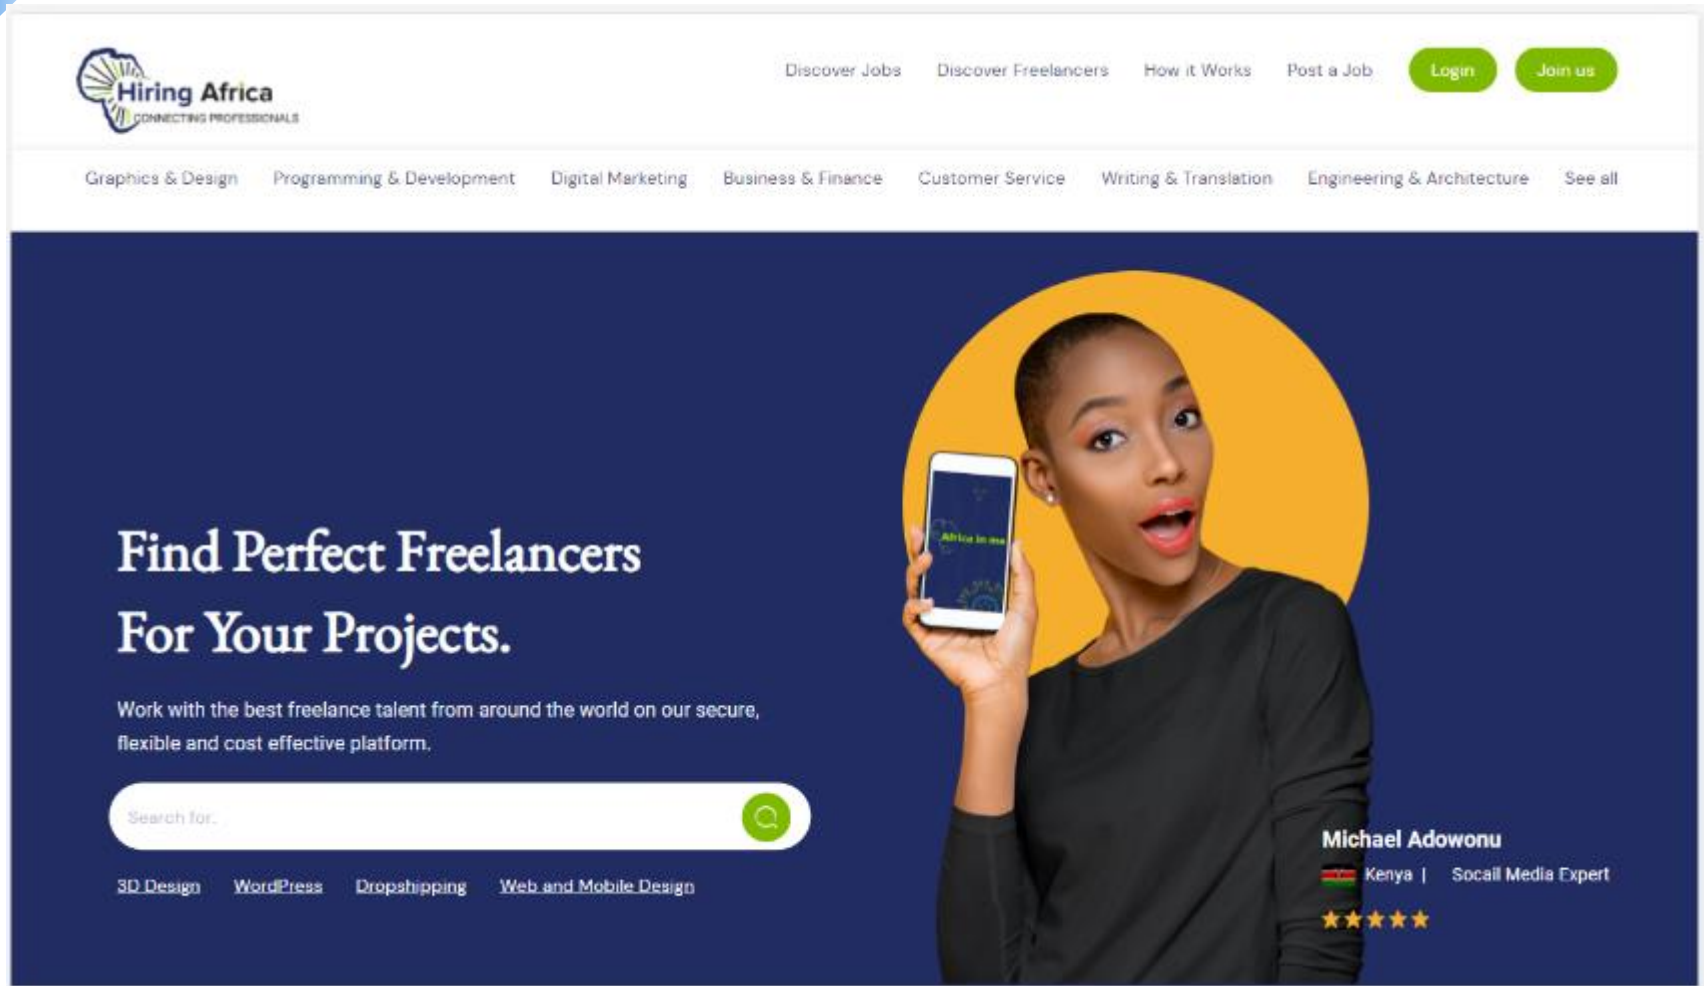 Hiring Africa
CONNECTING PROFESSIONALS
Discover Jobs Discover Freelancers How it Works Post a Job Login Join us
Graphics & Design Programming & Development Digital Marketing Business & Finance Customer Service Writing & Translation Engineering & Architecture See all
Africa in me
Find Perfect Freelancers
For Your Projects.
Work with the best freelance talent from around the world on our secure,
flexible and cost effective platform.
Search for..
3D Design WordPress Dropshipping Web and Mobile Design
Michael Adowonu
Kenya | Socail Media Expert